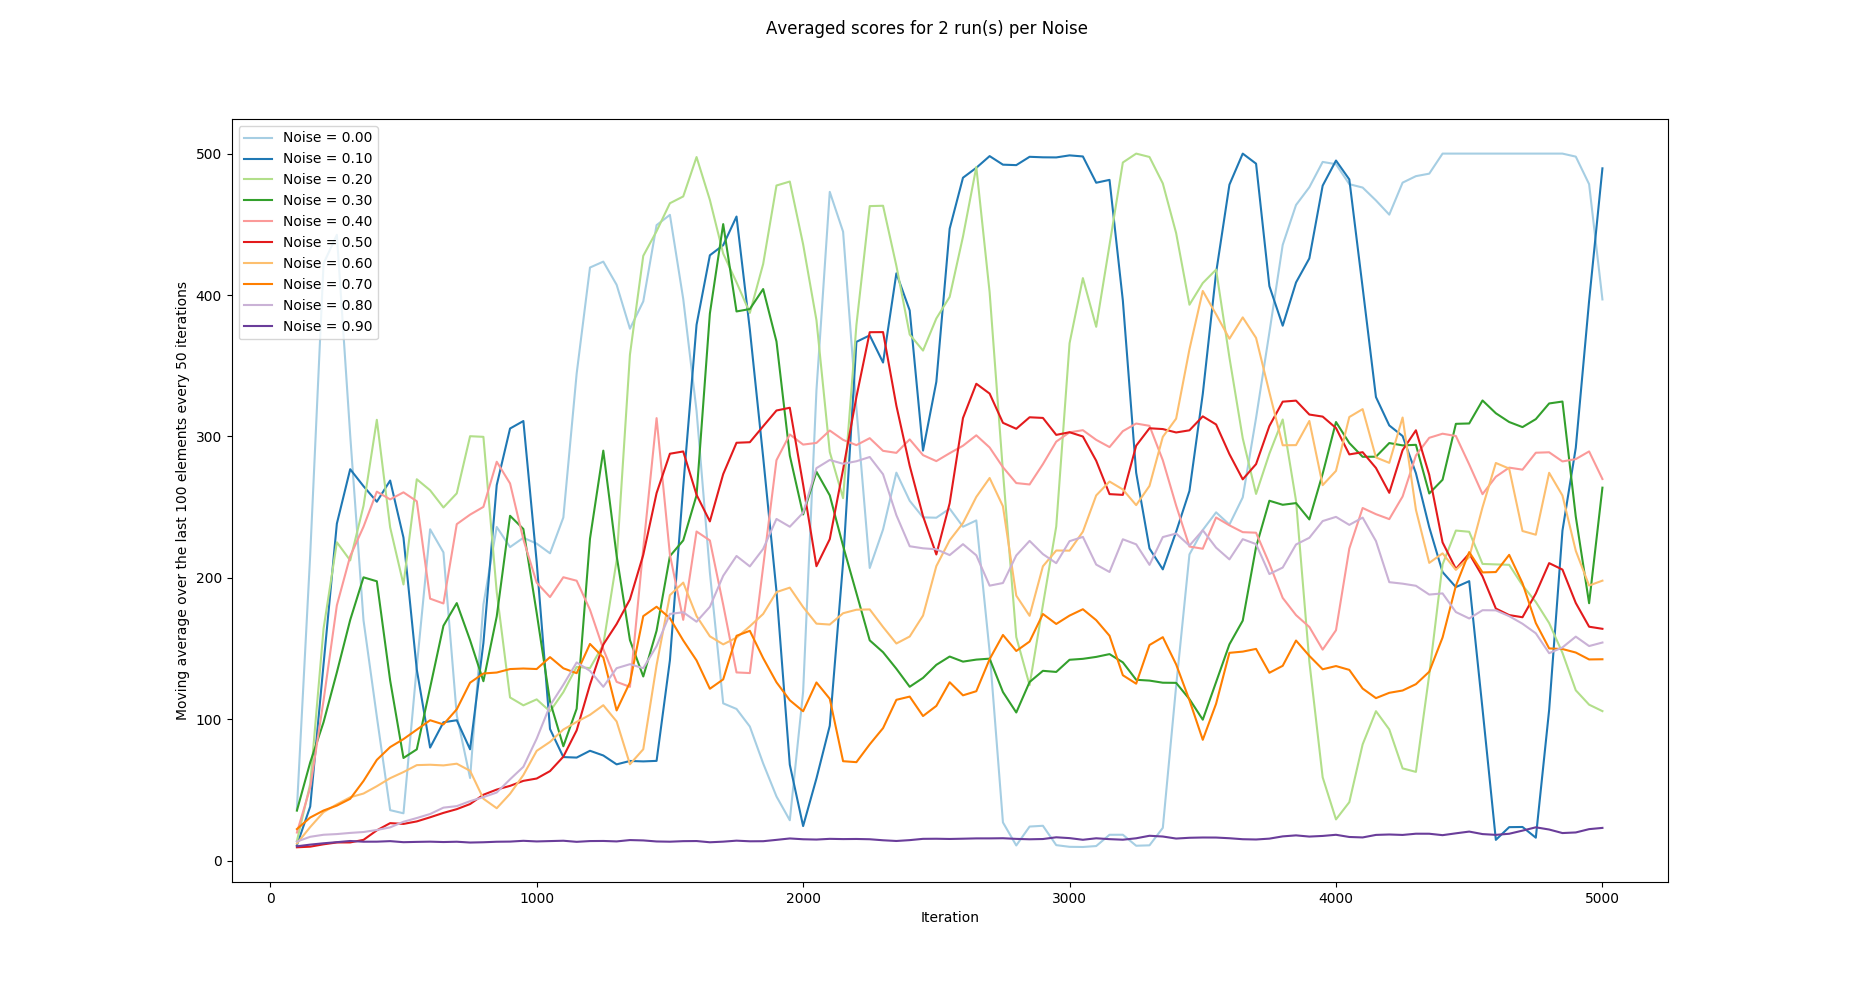 Averaged scores for 2 run(s) per Noise
Noise = 0.00
Noise = 0.10
Noise = 0.20
Noise = 0.30
Noise = 0.40
Noise = 0.50
Noise = 0.60
Noise = 0.70
Noise = 0.80
Noise = 0.90
Moving average over the last 100 elements every 50 iterations
500
400
300
200
100
0
0 1000 2000 3000 4000 5000
Iteration